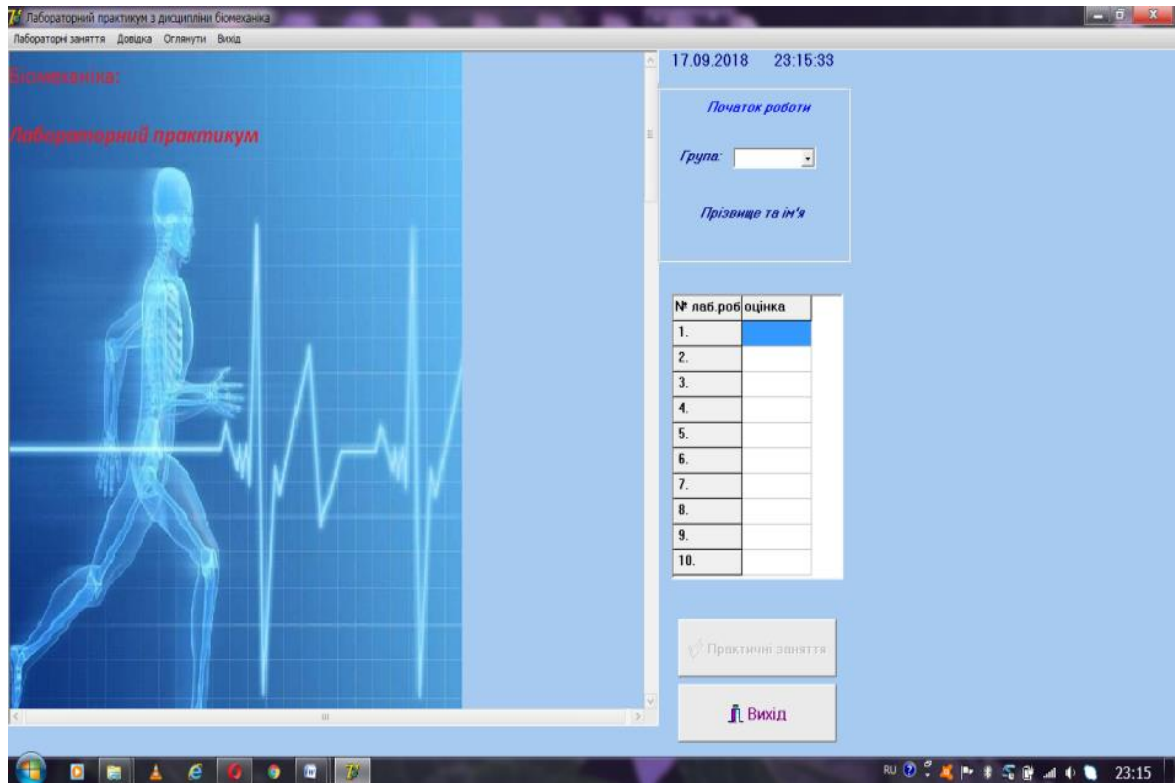 Лабораторний практикум з дисципліни біомеханіка
Лабораторні заняття Довідка Оглянути Вихід
Біомеханіка:
Лабораторний практикум
17.09.2018 23:15:33
Початок роботи
Група:
Прізвище та ім'я
№ лаб.роб оцінка
1.
2.
3.
4.
5.
6.
7.
8.
9.
10.
Практичні заняття
Вихід
RU 23:15